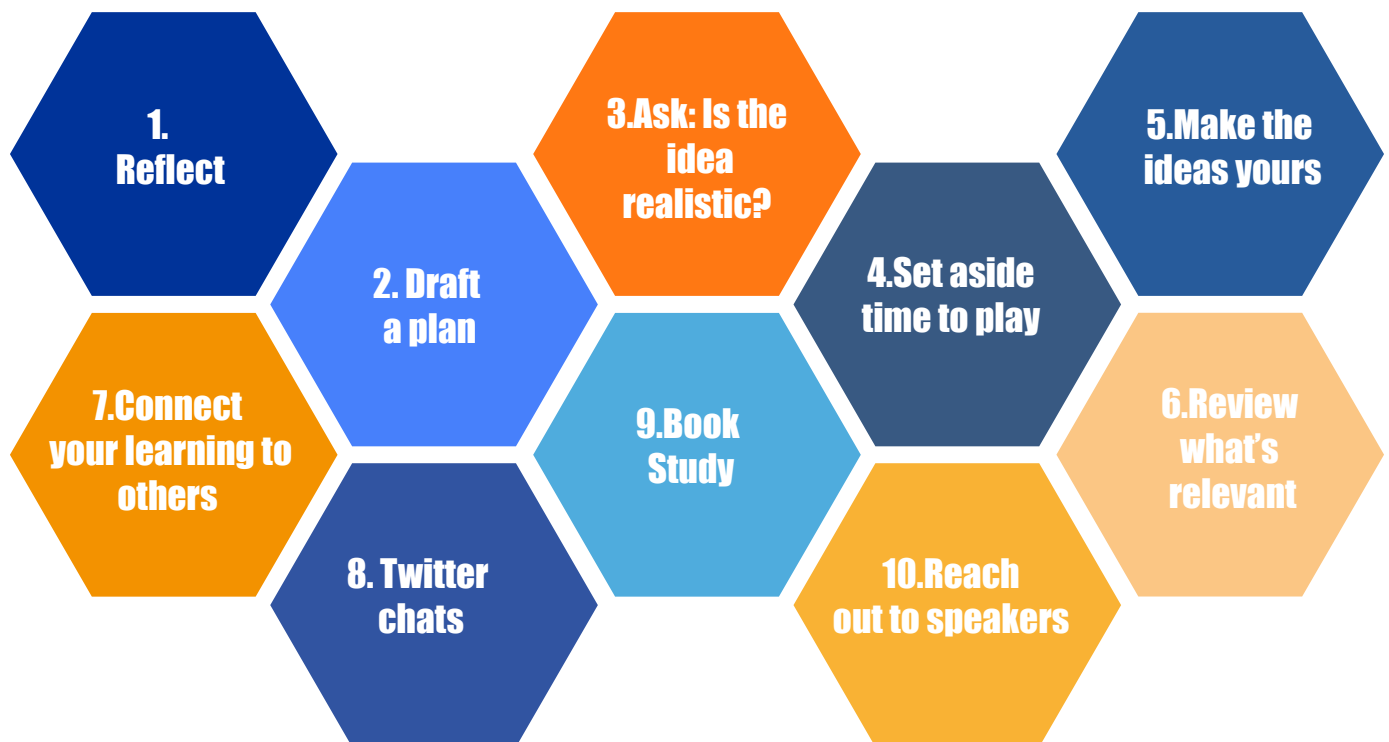 1.
Reflect
2. Draft
a plan
3.Ask: Is the
idea
realistic?
4.Set aside
time to play
5.Make the
ideas yours
6.Review
what's
relevant
7.Connect
your learning to
others
8. Twitter
chats
9.Book
Study
10.Reach
out to speakers